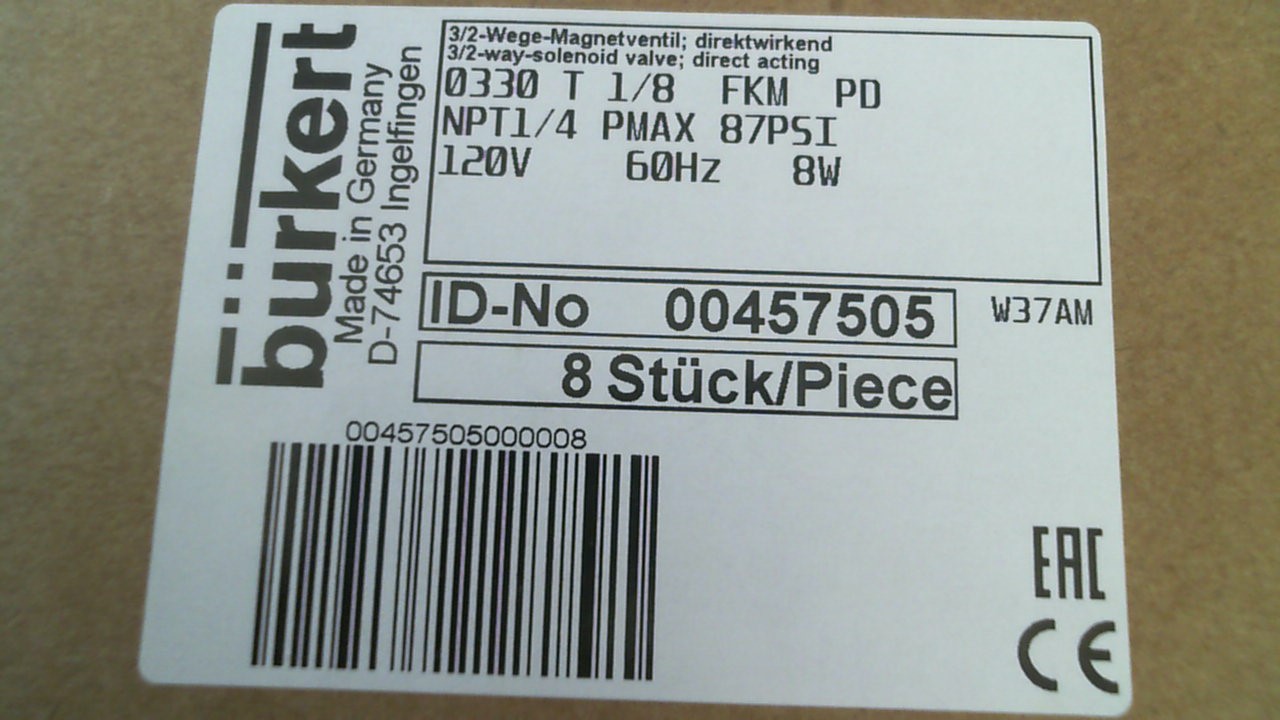 bürkert
Made in Germany
D-74653 Ingelfingen
3/2-Wege-Magnetventil; direktwirkend
3/2-way-solenoid valve; direct acting
0330 T 1/8 FKM PD
NPT1/4 PMAX 87PSI
120V 60Hz 8W
ID-No 00457505
W37AM
8 Stück/Piece
00457505000008
EAC
CE